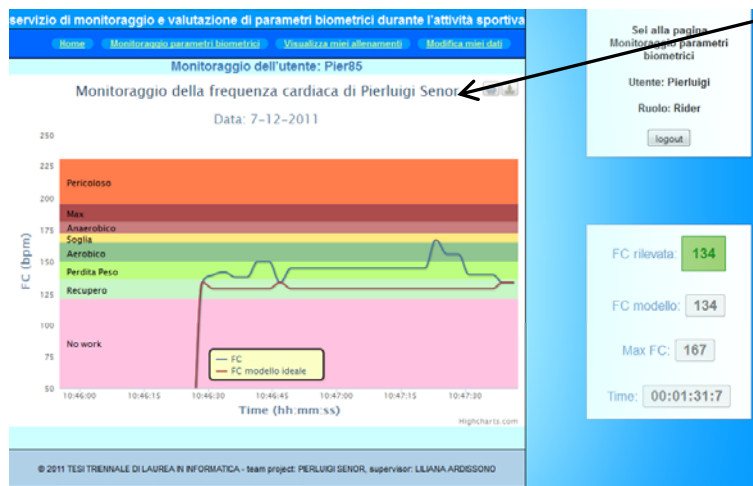 servizio di monitoraggio e valutazione di parametri biometrici durante l'attività sportiva
Home Monitoraggio parametri biometrici Visualizza miei allenamenti Modifica miei dati
Monitoraggio dell'utente: Pier85
Monitoraggio della frequenza cardiaca di Pierluigi Senor
Data: 7-12-2011
250
225
200
175
150
125
100
75
50
FC (bpm)
Pericoloso
Max
Anaerobico
Soglia
Aerobico
Perdita Peso
Recupero
No work
FC
FC modello ideale
10:46:00 10:46:15 10:46:30 10:46:45 10:47:00 10:47:15 10:47:30
Time (hh:mm:ss)
Highcharts.com
© 2011 TESI TRIENNALE DI LAUREA IN INFORMATICA - team project: PIERLUIGI SENOR, supervisor: LILIANA ARDISSONO
Sei alla pagina
Monitoraggio parametri
biometrici
Utente: Pierluigi
Ruolo: Rider
logout
FC rilevata: 134
FC modello: 134
Max FC: 167
Time: 00:01:31:7